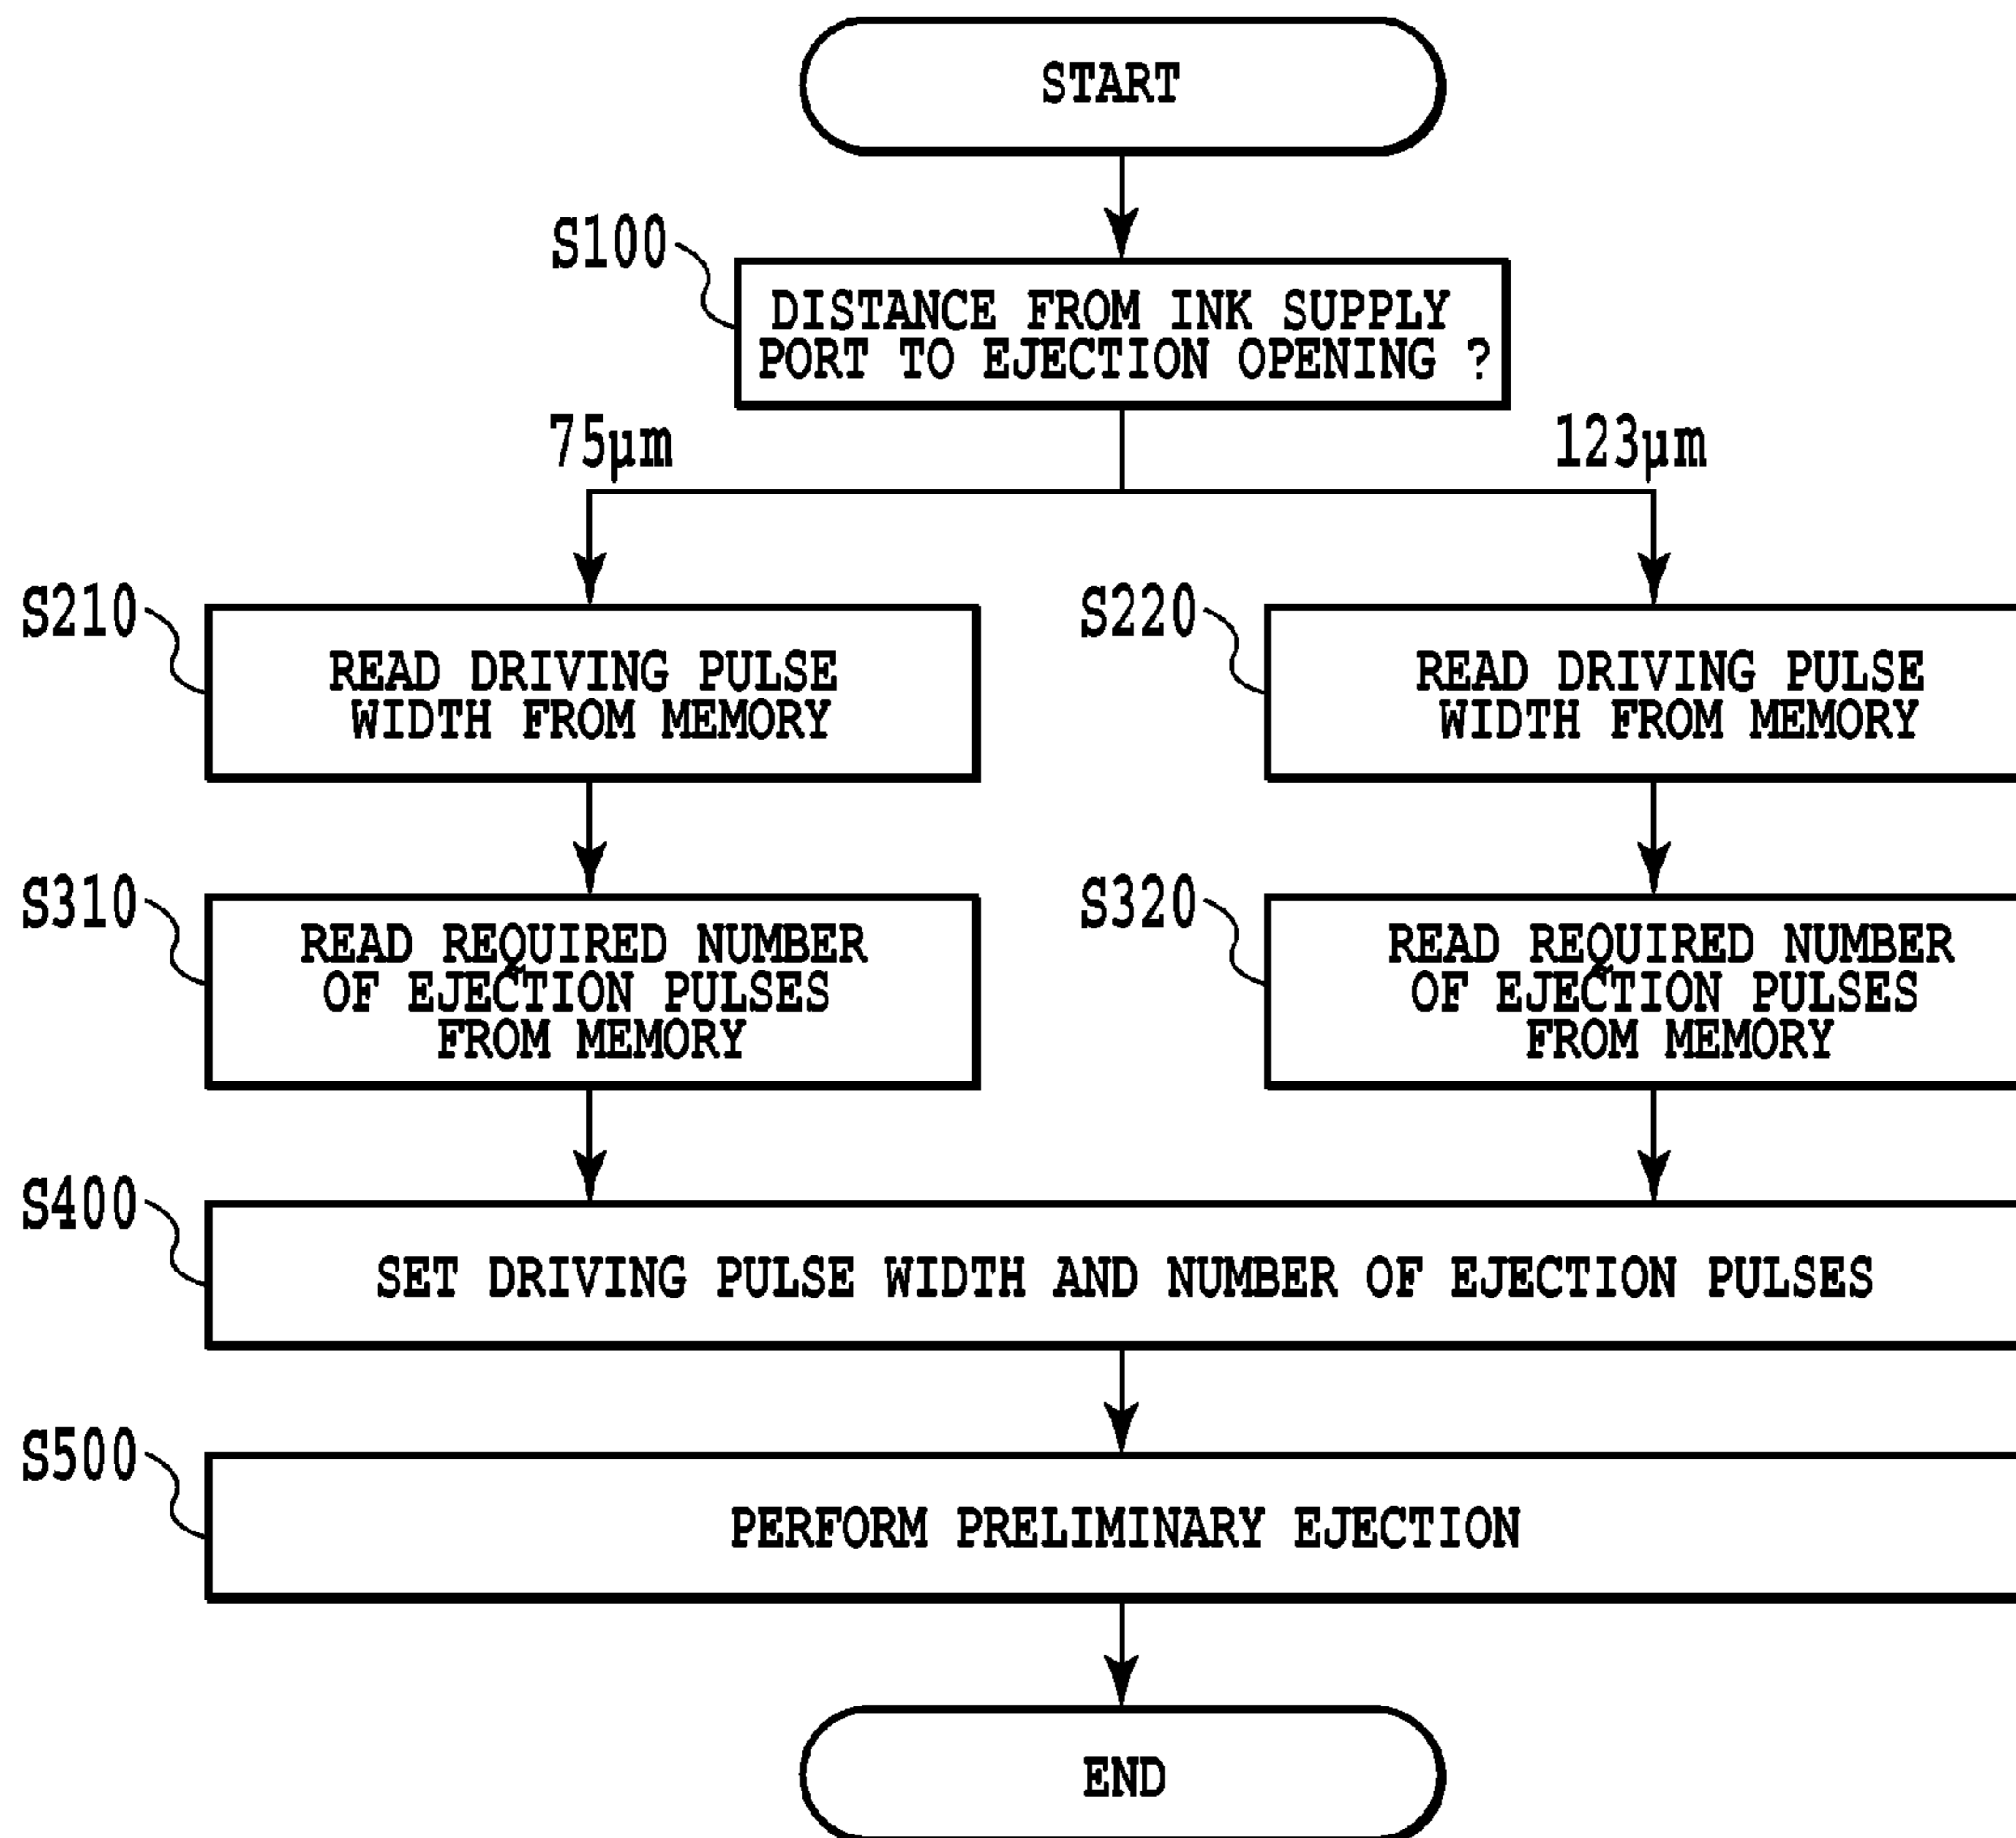 START
S100
DISTANCE FROM INK SUPPLY
PORT TO EJECTION OPENING ?
75µm
123µm
S210
READ DRIVING PULSE
WIDTH FROM MEMORY
S220
READ DRIVING PULSE
WIDTH FROM MEMORY
S310
READ REQUIRED NUMBER
OF EJECTION PULSES
FROM MEMORY
S320
READ REQUIRED NUMBER
OF EJECTION PULSES
FROM MEMORY
S400
SET DRIVING PULSE WIDTH AND NUMBER OF EJECTION PULSES
S500
PERFORM PRELIMINARY EJECTION
END